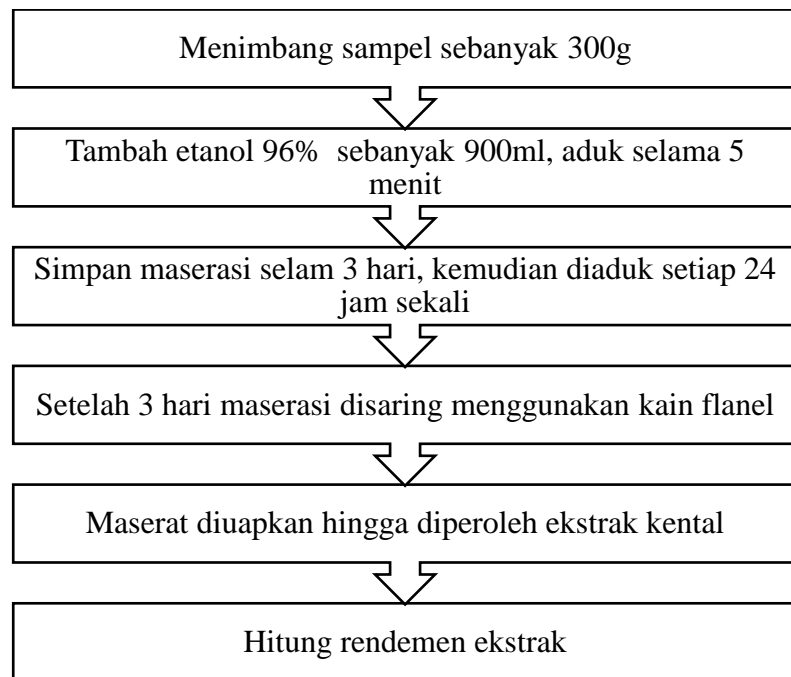 Menimbang sampel sebanyak 300g
Tambah etanol 96%  sebanyak 900ml, aduk selama 5
menit
Simpan maserasi selam 3 hari, kemudian diaduk setiap 24
jam sekali
Setelah 3 hari maserasi disaring menggunakan kain flanel
Maserat diuapkan hingga diperoleh ekstrak kental
Hitung rendemen ekstrak